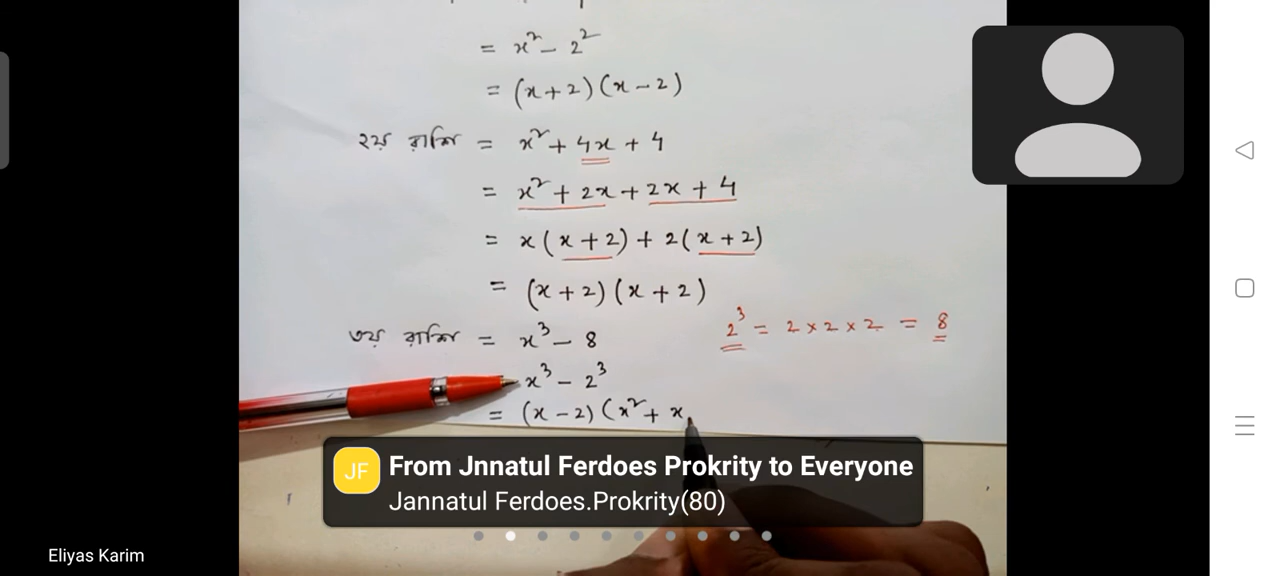 = x² - 2²
= (x+2)(x-2)
২য় রাশি = x² + 4x + 4
= x² + 2x + 2x + 4
= x(x+2) + 2(x+2)
= (x+2)(x+2)
৩য় রাশি = x³ - 8
2³ = 2×2×2 = 8
x³ - 2³
= (x-2)(x² + x
JF
From Jnnatul Ferdoes Prokrity to Everyone
Jannatul Ferdoes.Prokrity(80)
Eliyas Karim